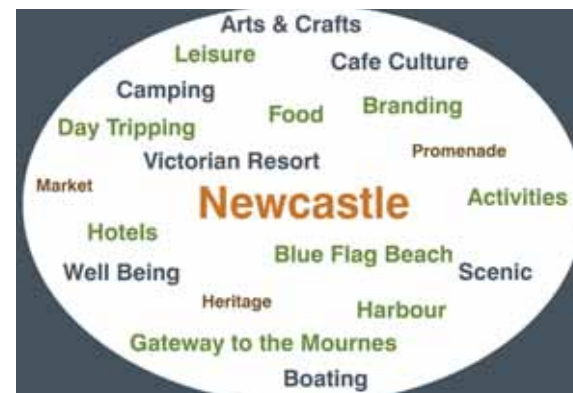 Arts & Crafts
Leisure
Cafe Culture
Camping
Food
Branding
Day Tripping
Victorian Resort
Promenade
Market
Newcastle
Activities
Hotels
Blue Flag Beach
Well Being
Scenic
Heritage
Harbour
Gateway to the Mournes
Boating